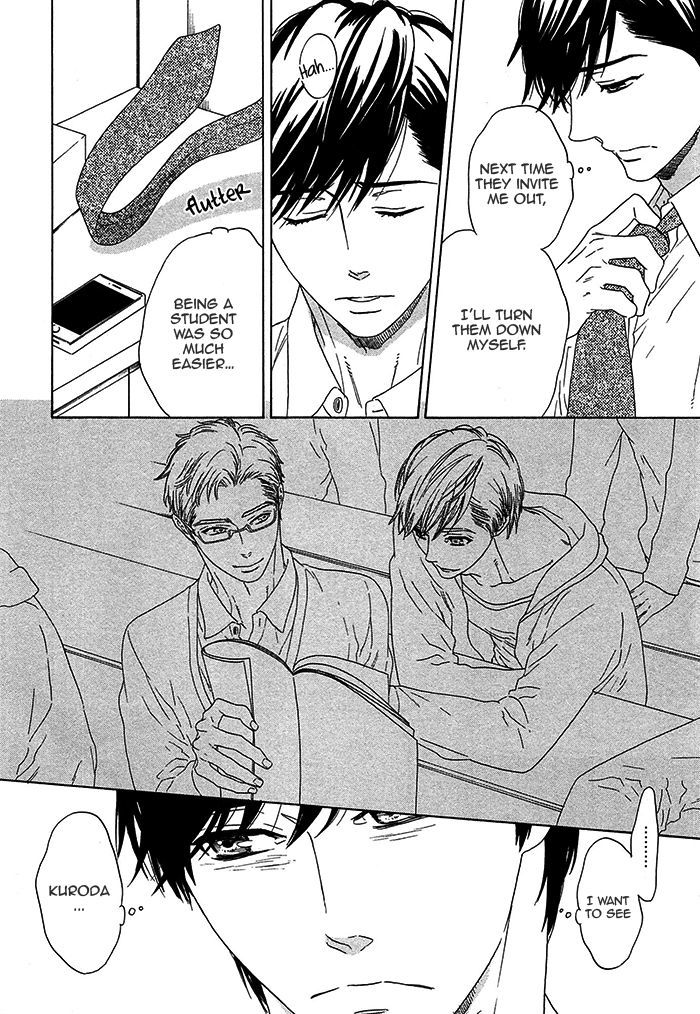 NEXT TIME
THEY INVITE
ME OUT,
I'LL TURN
THEM DOWN
MYSELF.
Hah...
flutter
BEING A
STUDENT
WAS SO
MUCH
EASIER...
.......
I WANT
TO SEE
KURODA
...